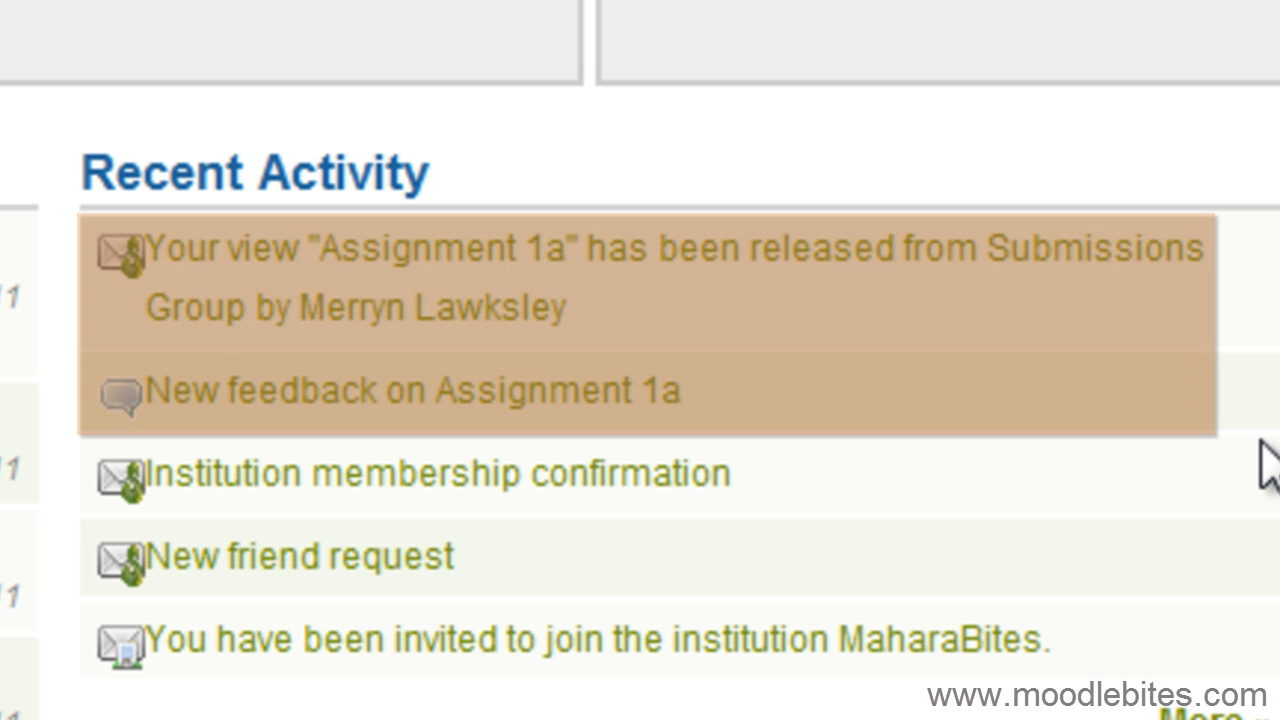 Recent Activity
Your view "Assignment 1a" has been released from Submissions
Group by Merryn Lawksley
New feedback on Assignment 1a
Institution membership confirmation
New friend request
You have been invited to join the institution MaharaBites.
www.moodlebites.com
More